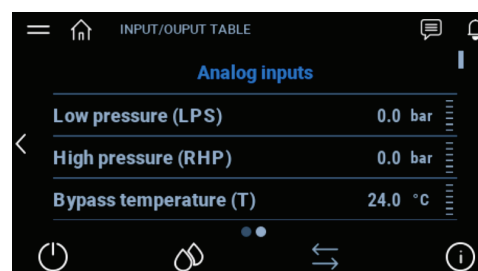 INPUT/OUPUT TABLE
Analog inputs
Low pressure (LPS) 0.0 bar
High pressure (RHP) 0.0 bar
Bypass temperature (T) 24.0 °C